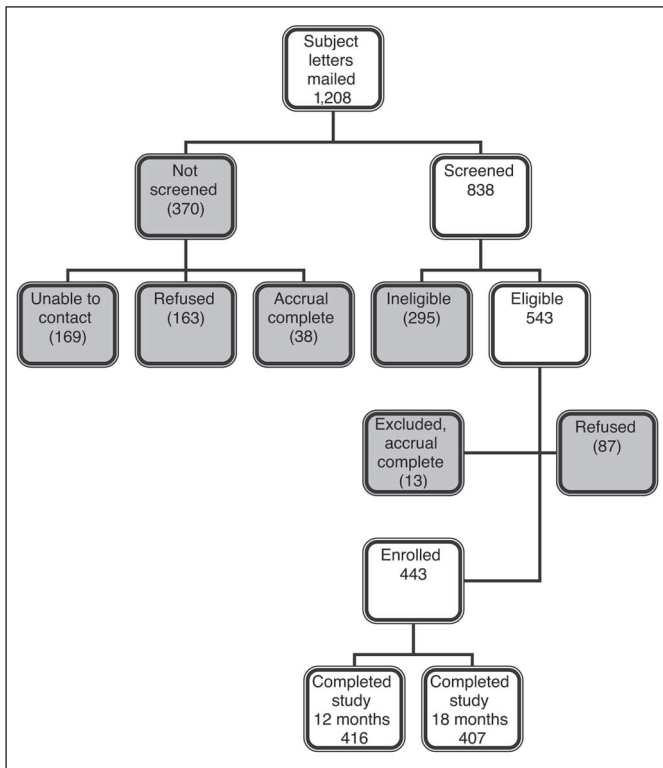 Subject
letters
mailed
1,208
Not
screened
(370)
Screened
838
Unable to
contact
(169)
Refused
(163)
Accrual
complete
(38)
Ineligible
(295)
Eligible
543
Excluded,
accrual
complete
(13)
Refused
(87)
Enrolled
443
Completed
study
12 months
416
Completed
study
18 months
407